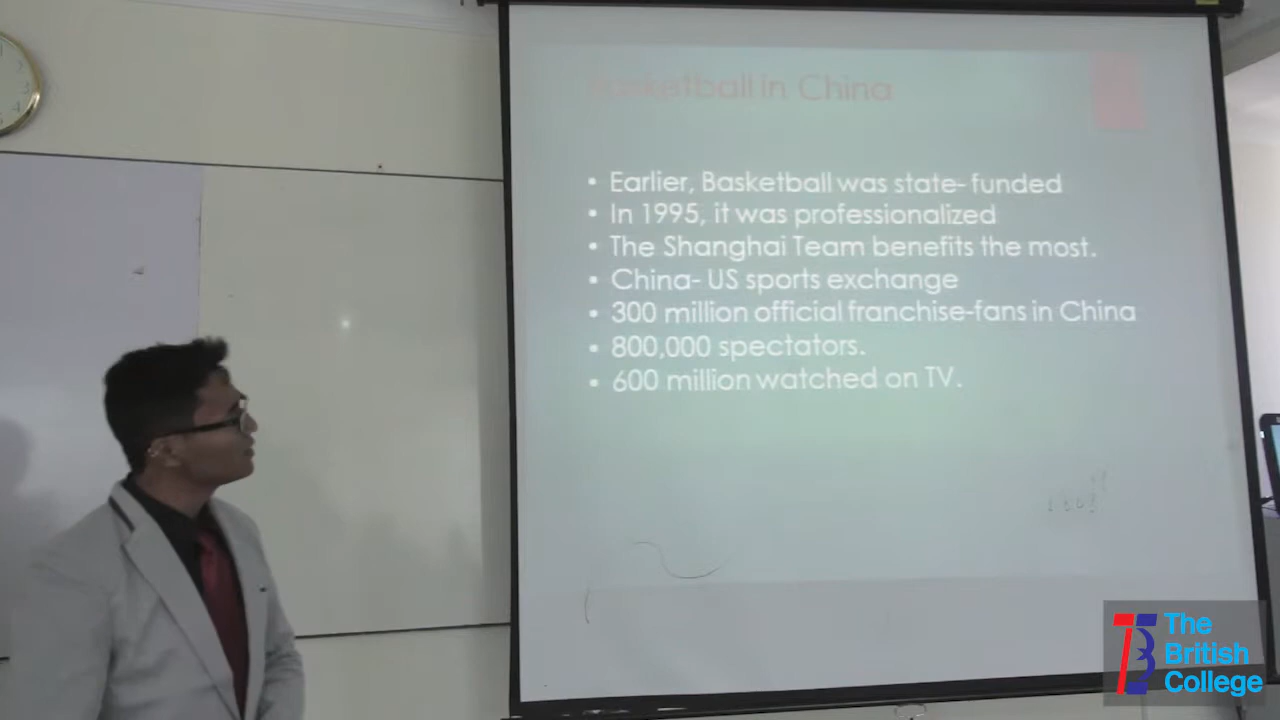 Basketball in China
• Earlier, Basketball was state- funded
• In 1995, it was professionalized
• The Shanghai Team benefits the most.
• China- US sports exchange
• 300 million official franchise-fans in China
• 800,000 spectators.
• 600 million watched on TV.
The
British
College